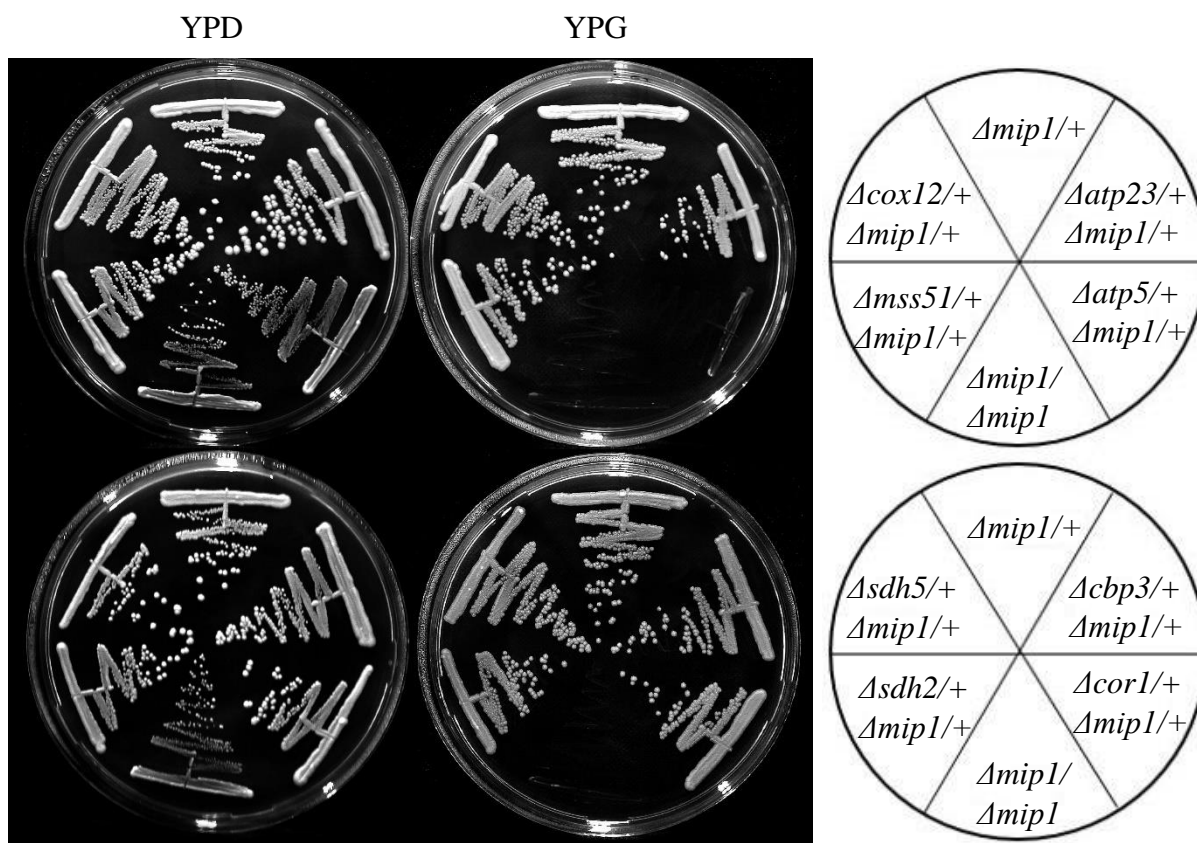 YPD YPG
Δmip1/+
Δcox12/+ Δatp23/+
Δmip1/+ Δmip1/+
Δmss51/+ Δatp5/+
Δmip1/+ Δmip1/+
Δmip1/
Δmip1
Δmip1/+
Δsdh5/+ Δcbp3/+
Δmip1/+ Δmip1/+
Δsdh2/+ Δcor1/+
Δmip1/+ Δmip1/+
Δmip1/
Δmip1